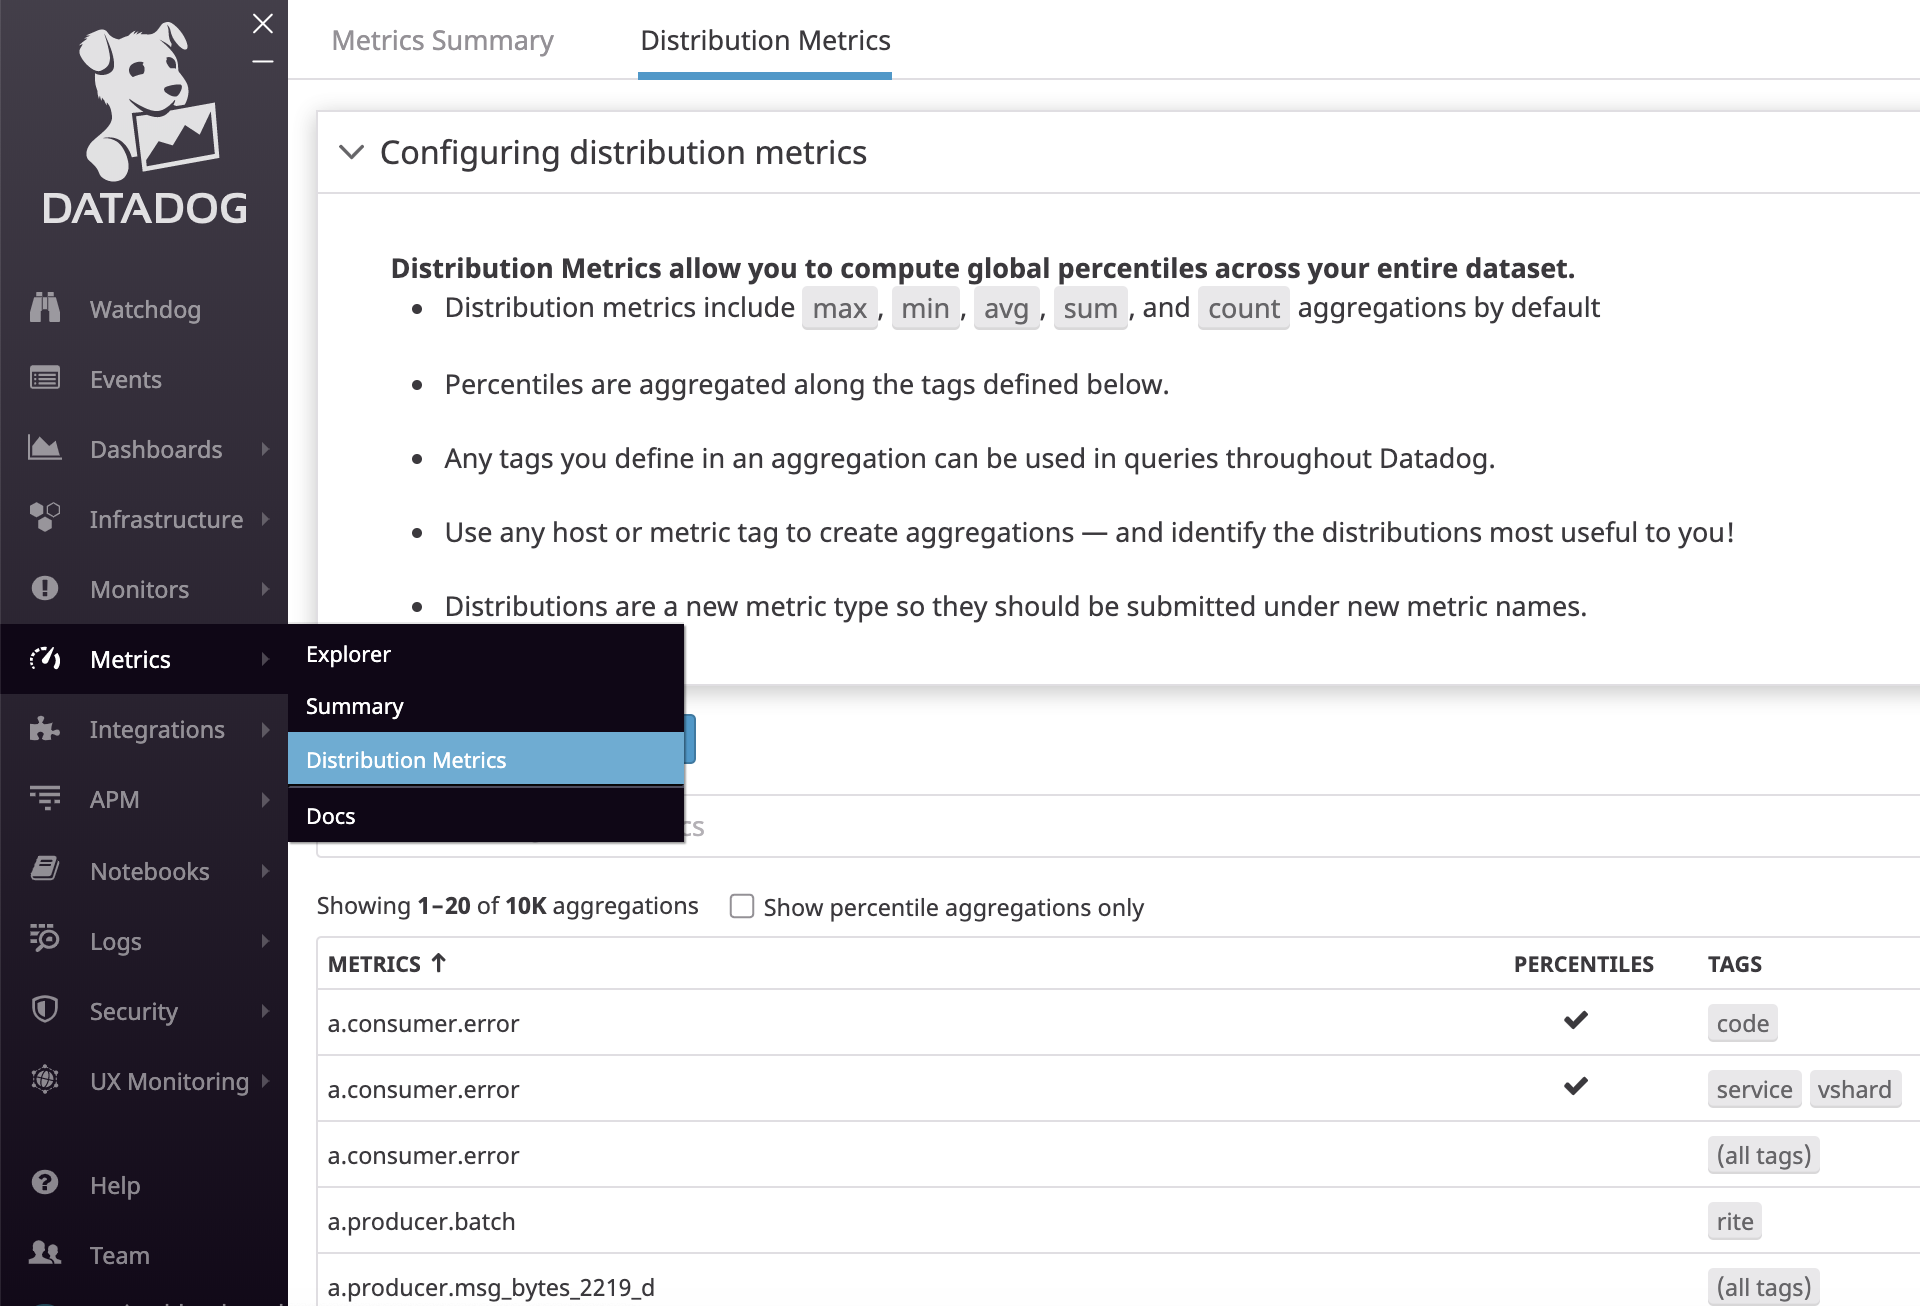 DATADOG
Watchdog
Events
Dashboards
Infrastructure
Monitors
Metrics
Integrations
APM
Notebooks
Logs
Security
UX Monitoring
Help
Team
Explorer
Summary
Distribution Metrics
Docs
Metrics Summary
Distribution Metrics
Configuring distribution metrics
Distribution Metrics allow you to compute global percentiles across your entire dataset.
• Distribution metrics include max, min, avg, sum, and count aggregations by default
• Percentiles are aggregated along the tags defined below.
• Any tags you define in an aggregation can be used in queries throughout Datadog.
• Use any host or metric tag to create aggregations — and identify the distributions most useful to you!
• Distributions are a new metric type so they should be submitted under new metric names.
cs
Showing 1–20 of 10K aggregations Show percentile aggregations only
METRICS ↑ PERCENTILES TAGS
a.consumer.error ✔ code
a.consumer.error ✔ service vshard
a.consumer.error (all tags)
a.producer.batch rite
a.producer.msg_bytes_2219_d (all tags)